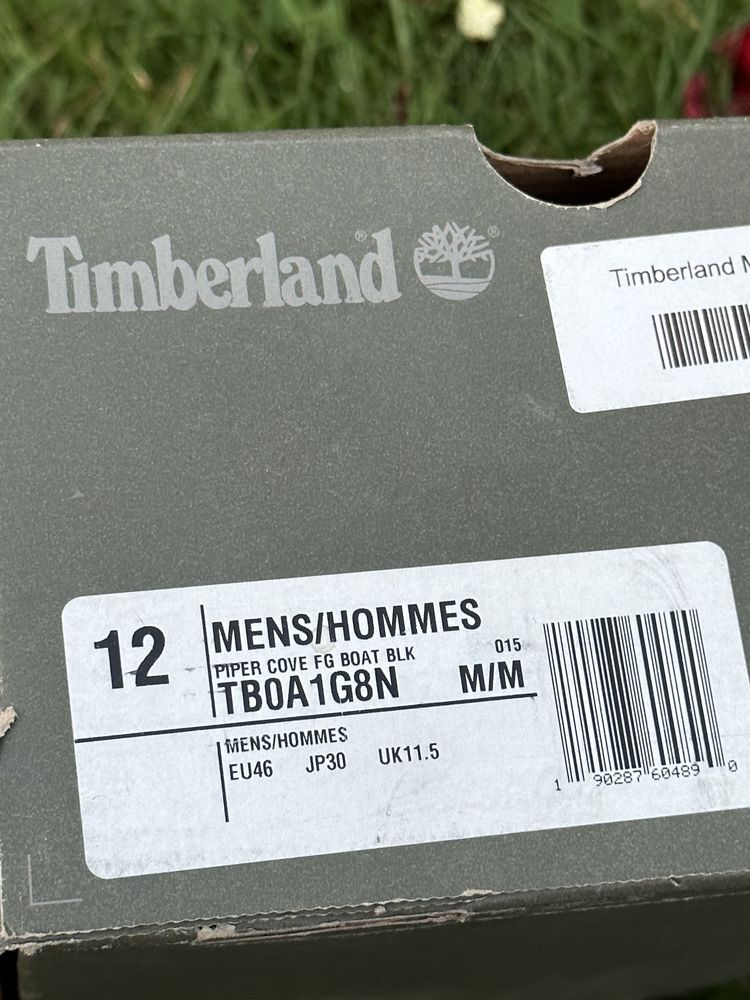 Timberland®
®
Timberland
12
MENS/HOMMES
PIPER COVE FG BOAT BLK 015
TB0A1G8N M/M
MENS/HOMMES
EU46 JP30 UK11.5
1 90287 60489 0